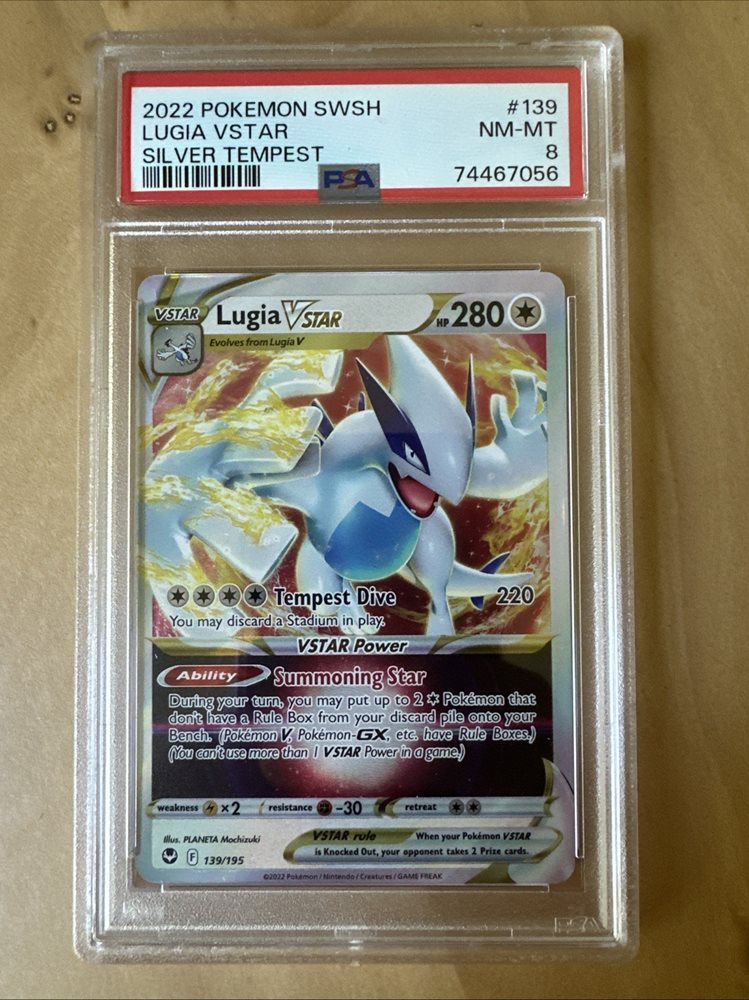 2022 POKEMON SWSH #139
LUGIA VSTAR NM-MT
SILVER TEMPEST 8
PSA 74467056
VSTAR Lugia VSTAR HP 280
Evolves from Lugia V
Tempest Dive 220
You may discard a Stadium in play.
VSTAR Power
Ability Summoning Star
During your turn, you may put up to 2 Pokémon that
don't have a Rule Box from your discard pile onto your
Bench. (Pokémon V, Pokémon-GX, etc. have Rule Boxes.)
(You can't use more than 1 VSTAR Power in a game.)
weakness ×2 resistance -30 retreat
Illus. PLANETA Mochizuki
VSTAR rule When your Pokémon VSTAR
is Knocked Out, your opponent takes 2 Prize cards.
F 139/195
©2022 Pokémon / Nintendo / Creatures / GAME FREAK
PSA